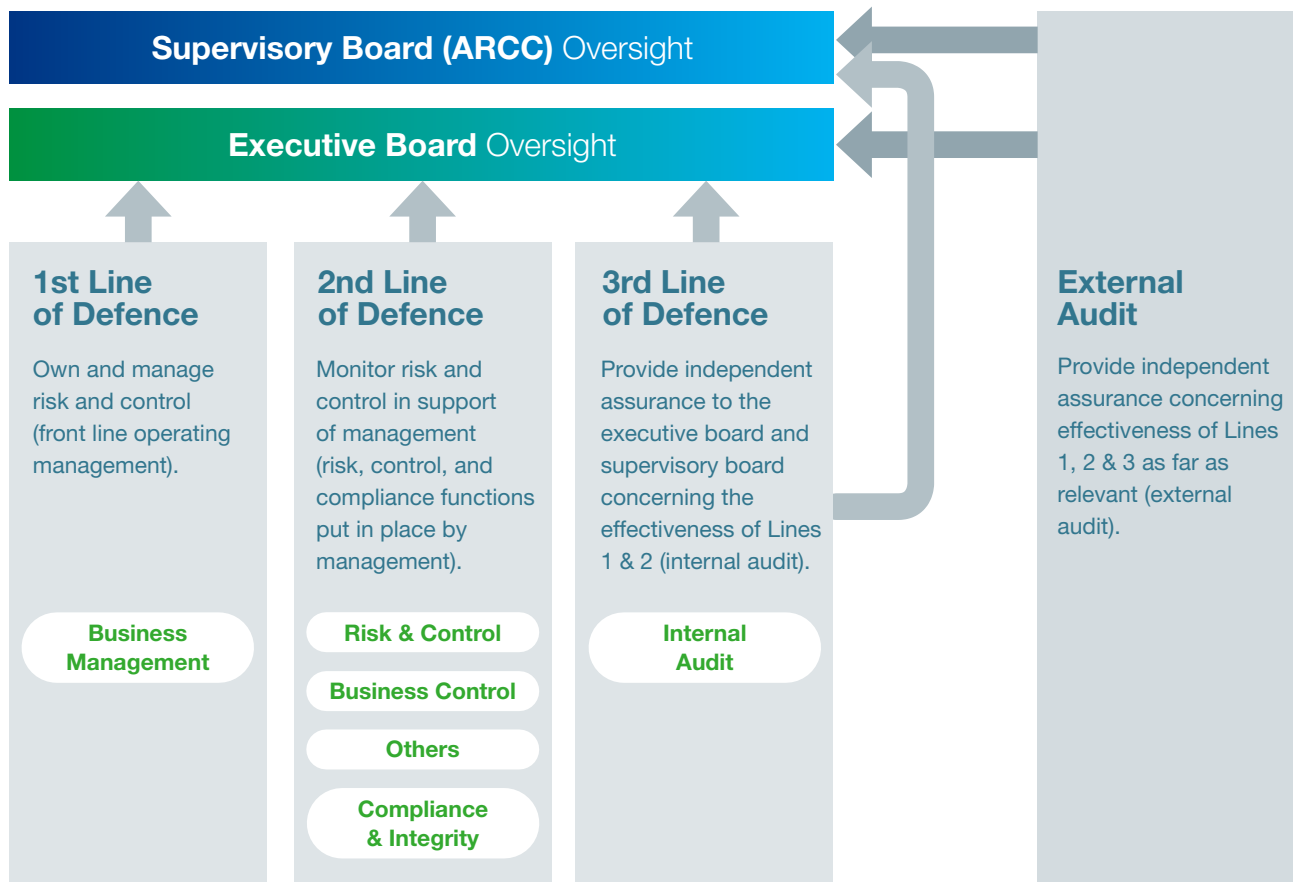 Supervisory Board (ARCC) Oversight
Executive Board Oversight
1st Line
of Defence
Own and manage
risk and control
(front line operating
management).
Business
Management
2nd Line
of Defence
Monitor risk and
control in support
of management
(risk, control, and
compliance functions
put in place by
management).
Risk & Control
Business Control
Others
Compliance
& Integrity
3rd Line
of Defence
Provide independent
assurance to the
executive board and
supervisory board
concerning the
effectiveness of Lines
1 & 2 (internal audit).
Internal
Audit
External
Audit
Provide independent
assurance concerning
effectiveness of Lines
1, 2 & 3 as far as
relevant (external
audit).